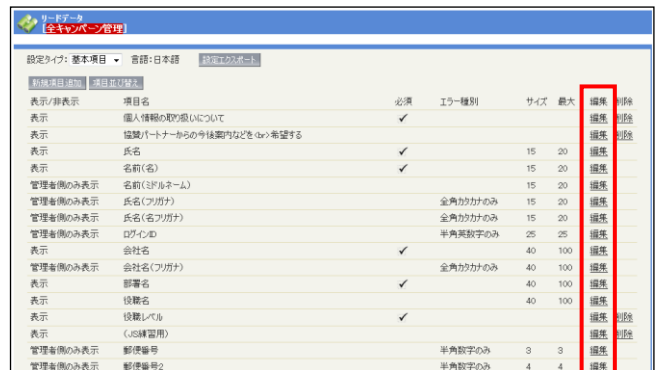 リードデータ
[全キャンペーン管理]
設定タイプ: 基本項目 言語:日本語 設定エクスポート
新規項目追加 項目並び替え
表示/非表示 項目名 必須 エラー種別 サイズ 最大 編集 削除
表示 個人情報の取り扱いについて ✓ 編集 削除
表示 協賛パートナーからの今後案内などを<br>希望する 編集 削除
表示 氏名 ✓ 15 20 編集
表示 名前(名) ✓ 15 20 編集
管理者側のみ表示 名前(ミドルネーム) 15 20 編集
管理者側のみ表示 氏名(フリガナ) 全角カタカナのみ 15 20 編集
管理者側のみ表示 氏名(名フリガナ) 全角カタカナのみ 15 20 編集
管理者側のみ表示 ログインID 半角英数字のみ 25 25 編集
表示 会社名 ✓ 40 100 編集
管理者側のみ表示 会社名(フリガナ) 全角カタカナのみ 40 100 編集
表示 部署名 ✓ 40 100 編集
表示 役職名 40 100 編集
表示 役職レベル ✓ 編集 削除
表示 (JS練習用) 編集 削除
管理者側のみ表示 郵便番号 半角数字のみ 3 3 編集
管理者側のみ表示 郵便番号2 半角数字のみ 4 4 編集